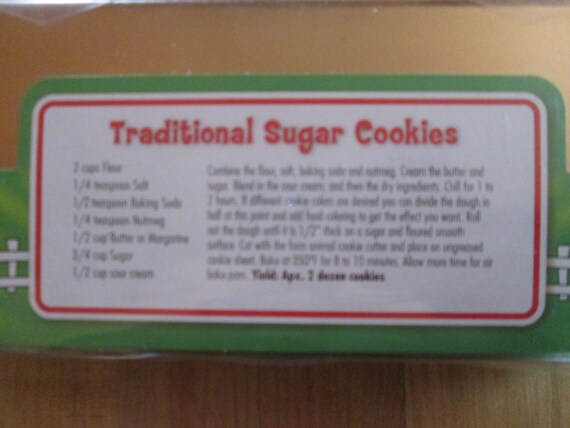 Traditional Sugar Cookies
2 cups Flour
1/4 teaspoon Salt
1/2 teaspoon Baking Soda
1/4 teaspoon Nutmeg
1/2 cup Butter or Margarine
3/4 cup Sugar
1/2 cup sour cream
Combine the flour, salt, baking soda and nutmeg. Cream the butter and
sugar. Blend in the sour cream; and then the dry ingredients. Chill for 1 to
2 hours. If different cookie colors are desired you can divide the dough in
half at this point and add food coloring to get the effect you want. Roll
out the dough until it is 1/2" thick on a sugar and floured smooth
surface. Cut with the farm animal cookie cutter and place on ungreased
cookie sheet. Bake at 350°F for 8 to 10 minutes. Allow more time for air
bake pans. Yield: Apx. 2 dozen cookies